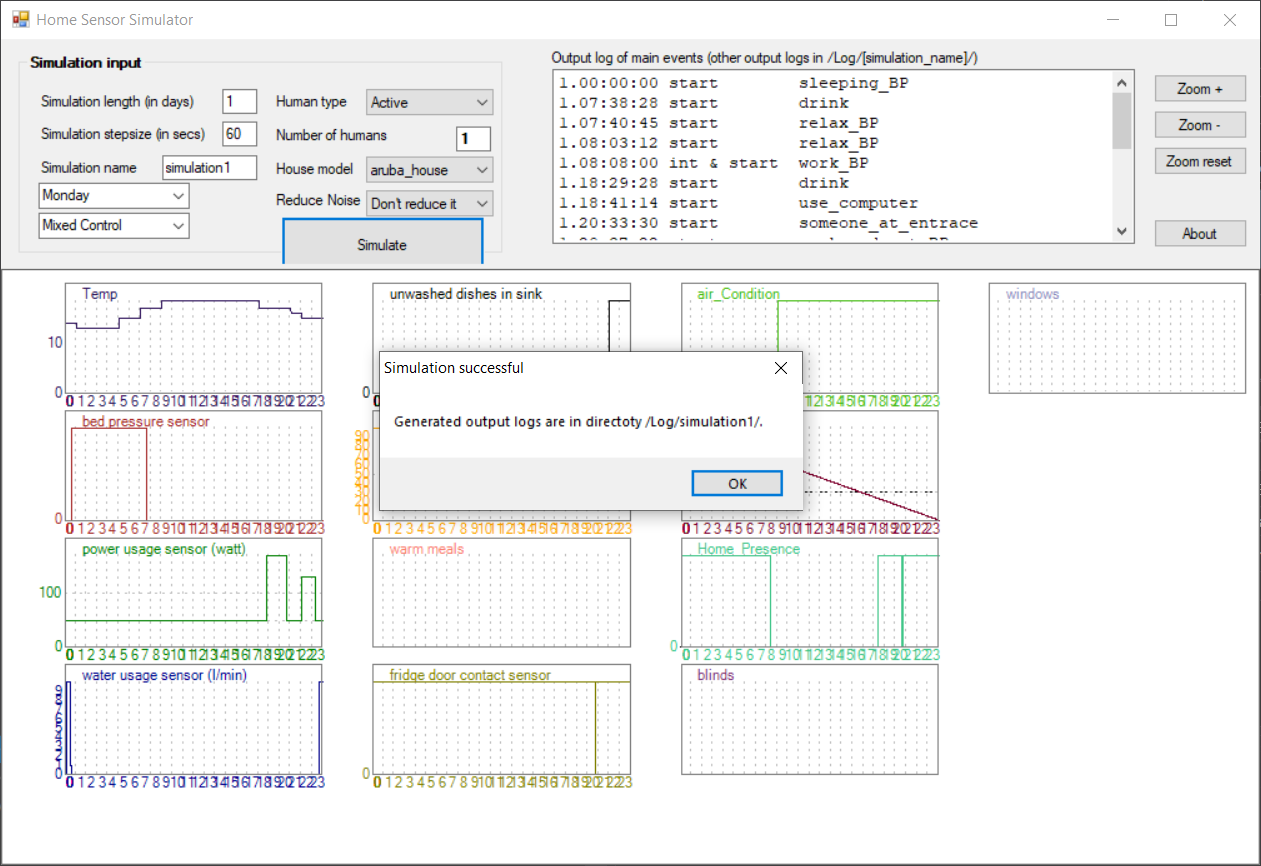 Home Sensor Simulator
Simulation input
Simulation length (in days) 1 Human type Active
Simulation stepsize (in secs) 60 Number of humans 1
Simulation name simulation1 House model aruba_house
Monday Reduce Noise Don't reduce it
Mixed Control Simulate
Output log of main events (other output logs in /Log/[simulation_name]/)
1.00:00:00 start sleeping_BP
1.07:38:28 start drink
1.07:40:45 start relax_BP
1.08:03:12 start relax_BP
1.08:08:00 int & start work_BP
1.18:29:28 start drink
1.18:41:14 start use_computer
1.20:33:30 start someone_at_entrace
Zoom +
Zoom -
Zoom reset
About
Temp
10
0
0 1 2 3 4 5 6 7 8 9 10 11 12 13 14 15 16 17 18 19 20 21 22 23
unwashed dishes in sink
0
0
air_Condition
11 12 13 14 15 16 17 18 19 20 21 22 23
windows
bed pressure sensor
0
0 1 2 3 4 5 6 7 8 9 10 11 12 13 14 15 16 17 18 19 20 21 22 23
90
0
0 1 2 3 4 5 6 7 8 9 10 11 12 13 14 15 16 17 18 19 20 21 22 23
0 1 2 3 4 5 6 7 8 9 10 11 12 13 14 15 16 17 18 19 20 21 22 23
Simulation successful
Generated output logs are in directoty /Log/simulation1/.
OK
power usage sensor (watt)
100
0
0 1 2 3 4 5 6 7 8 9 10 11 12 13 14 15 16 17 18 19 20 21 22 23
warm meals
Home_Presence
0
0 1 2 3 4 5 6 7 8 9 10 11 12 13 14 15 16 17 18 19 20 21 22 23
water usage sensor (l/min)
9
8
7
6
5
4
3
2
1
0
0 1 2 3 4 5 6 7 8 9 10 11 12 13 14 15 16 17 18 19 20 21 22 23
fridge door contact sensor
0
0 1 2 3 4 5 6 7 8 9 10 11 12 13 14 15 16 17 18 19 20 21 22 23
blinds